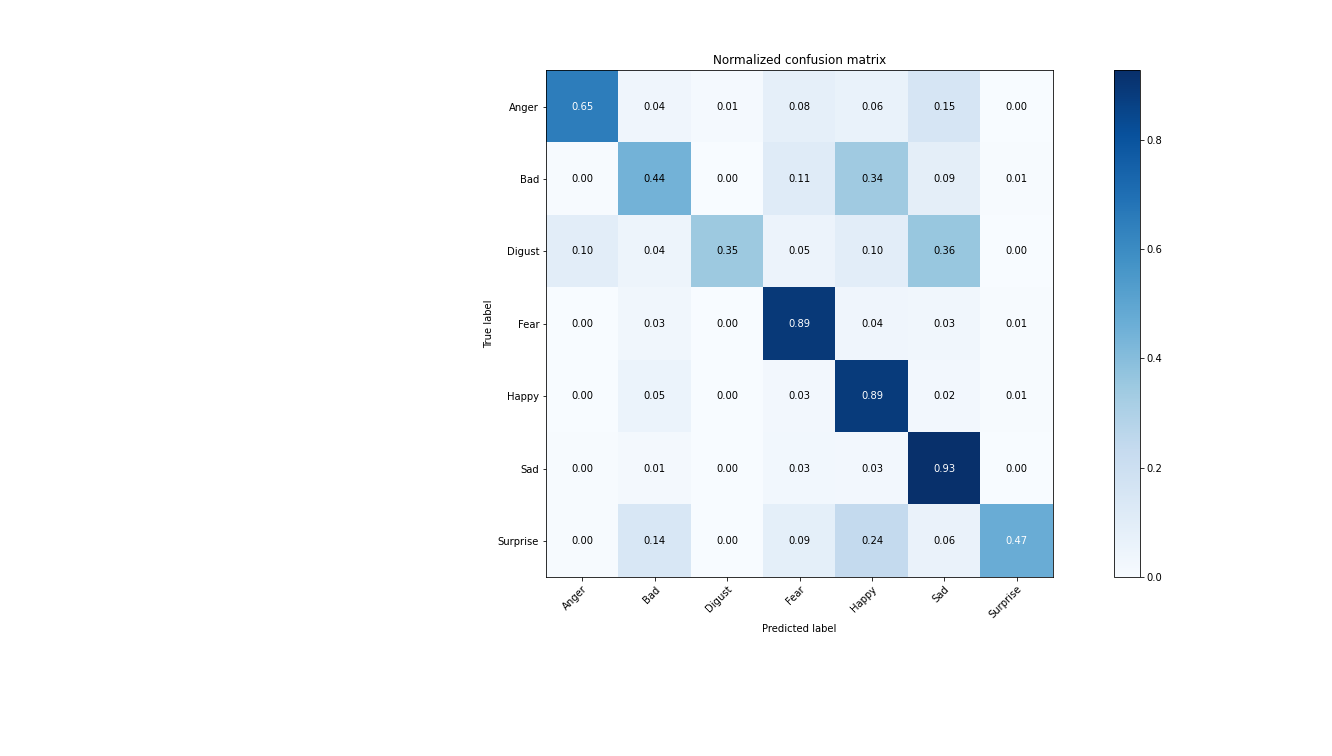 Normalized confusion matrix
Anger 0.65 0.04 0.01 0.08 0.06 0.15 0.00
0.8
Bad 0.00 0.44 0.00 0.11 0.34 0.09 0.01
0.6
Digust 0.10 0.04 0.35 0.05 0.10 0.36 0.00
True label
Fear 0.00 0.03 0.00 0.89 0.04 0.03 0.01
0.4
Happy 0.00 0.05 0.00 0.03 0.89 0.02 0.01
Sad 0.00 0.01 0.00 0.03 0.03 0.93 0.00
0.2
Surprise 0.00 0.14 0.00 0.09 0.24 0.06 0.47
0.0
Anger Bad Digust Fear Happy Sad Surprise
Predicted label